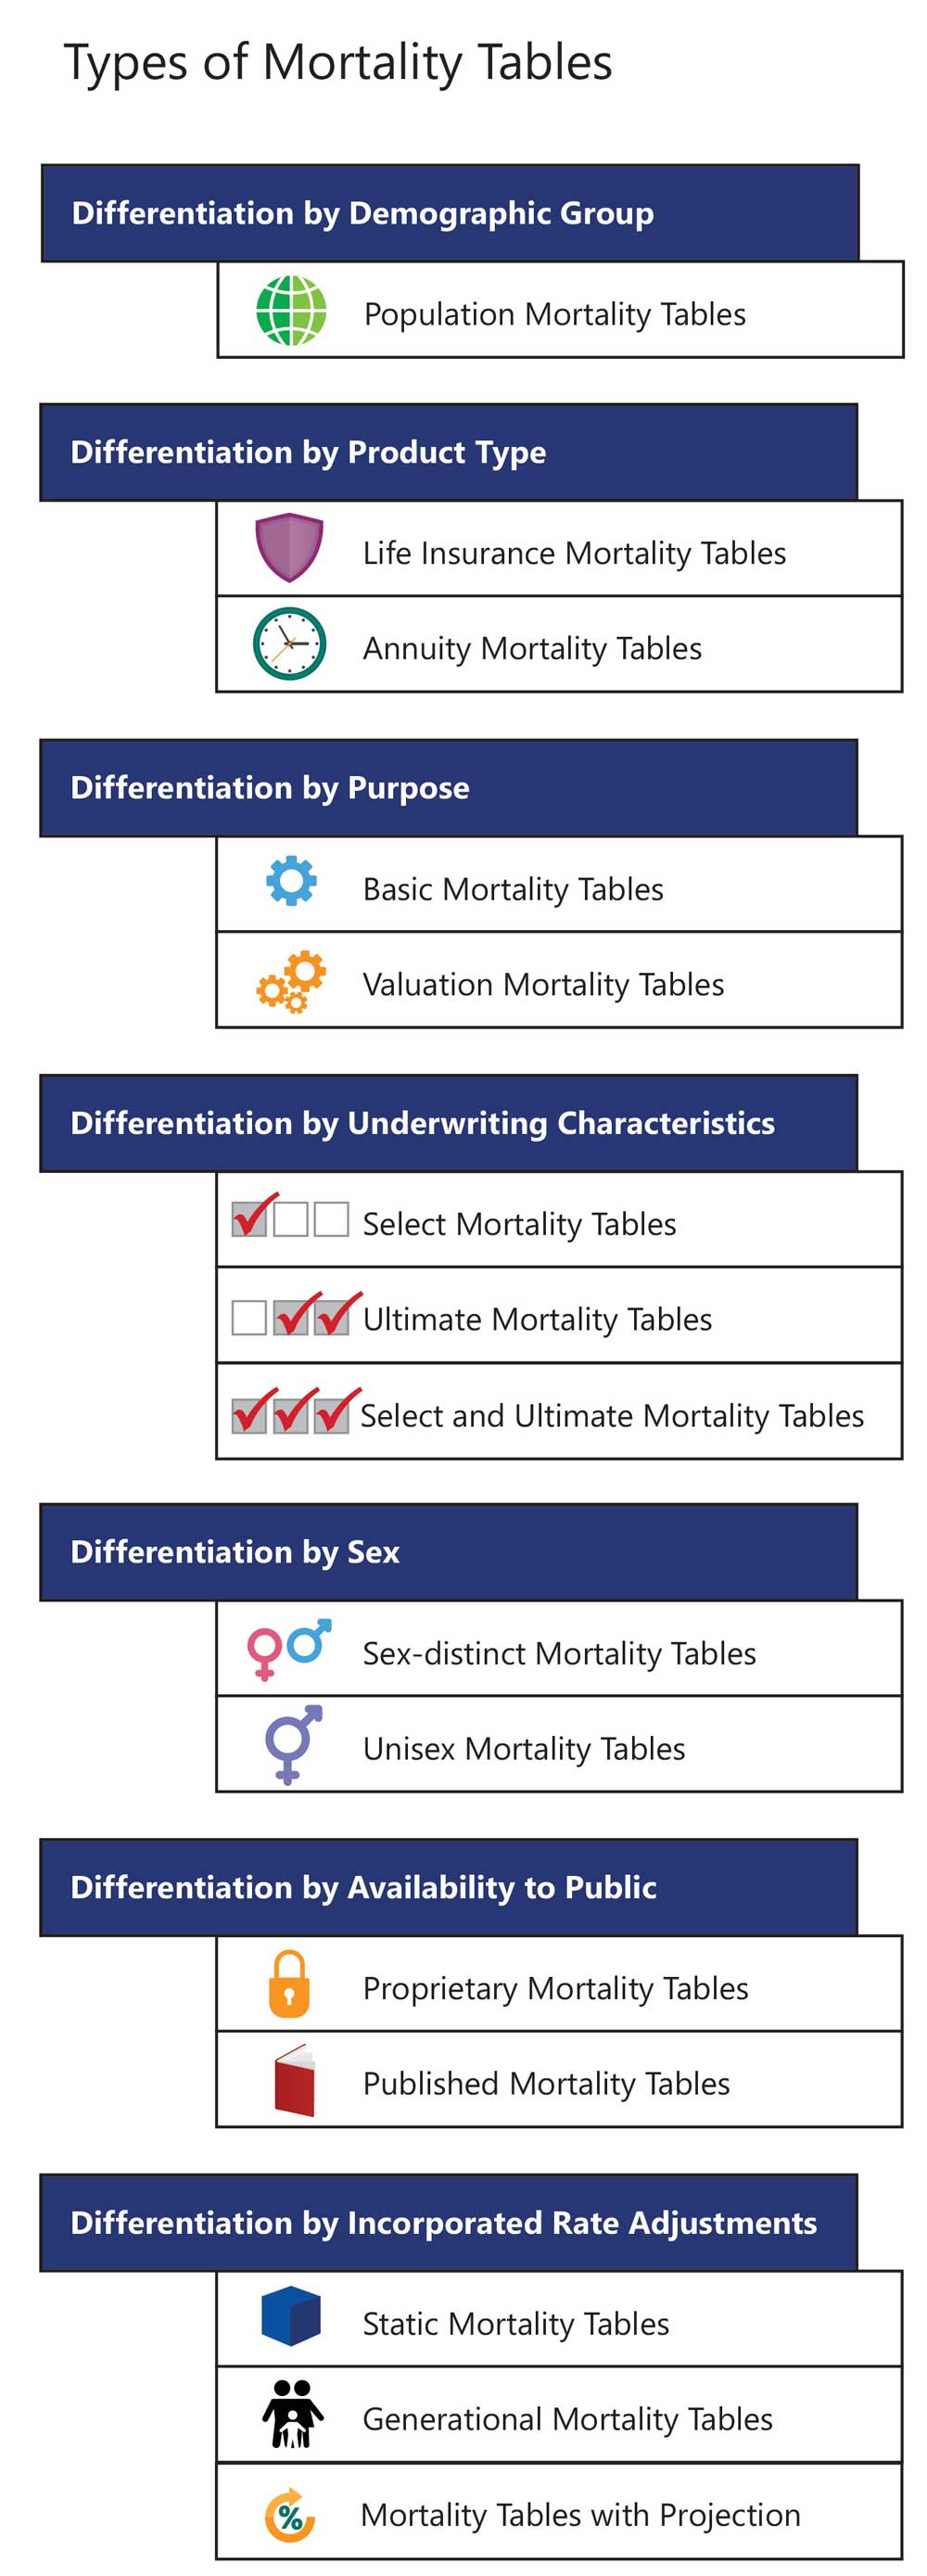 Types of Mortality Tables
Differentiation by Demographic Group
Population Mortality Tables
Differentiation by Product Type
Life Insurance Mortality Tables
Annuity Mortality Tables
Differentiation by Purpose
Basic Mortality Tables
Valuation Mortality Tables
Differentiation by Underwriting Characteristics
Select Mortality Tables
Ultimate Mortality Tables
Select and Ultimate Mortality Tables
Differentiation by Sex
Sex-distinct Mortality Tables
Unisex Mortality Tables
Differentiation by Availability to Public
Proprietary Mortality Tables
Published Mortality Tables
Differentiation by Incorporated Rate Adjustments
Static Mortality Tables
Generational Mortality Tables
% Mortality Tables with Projection